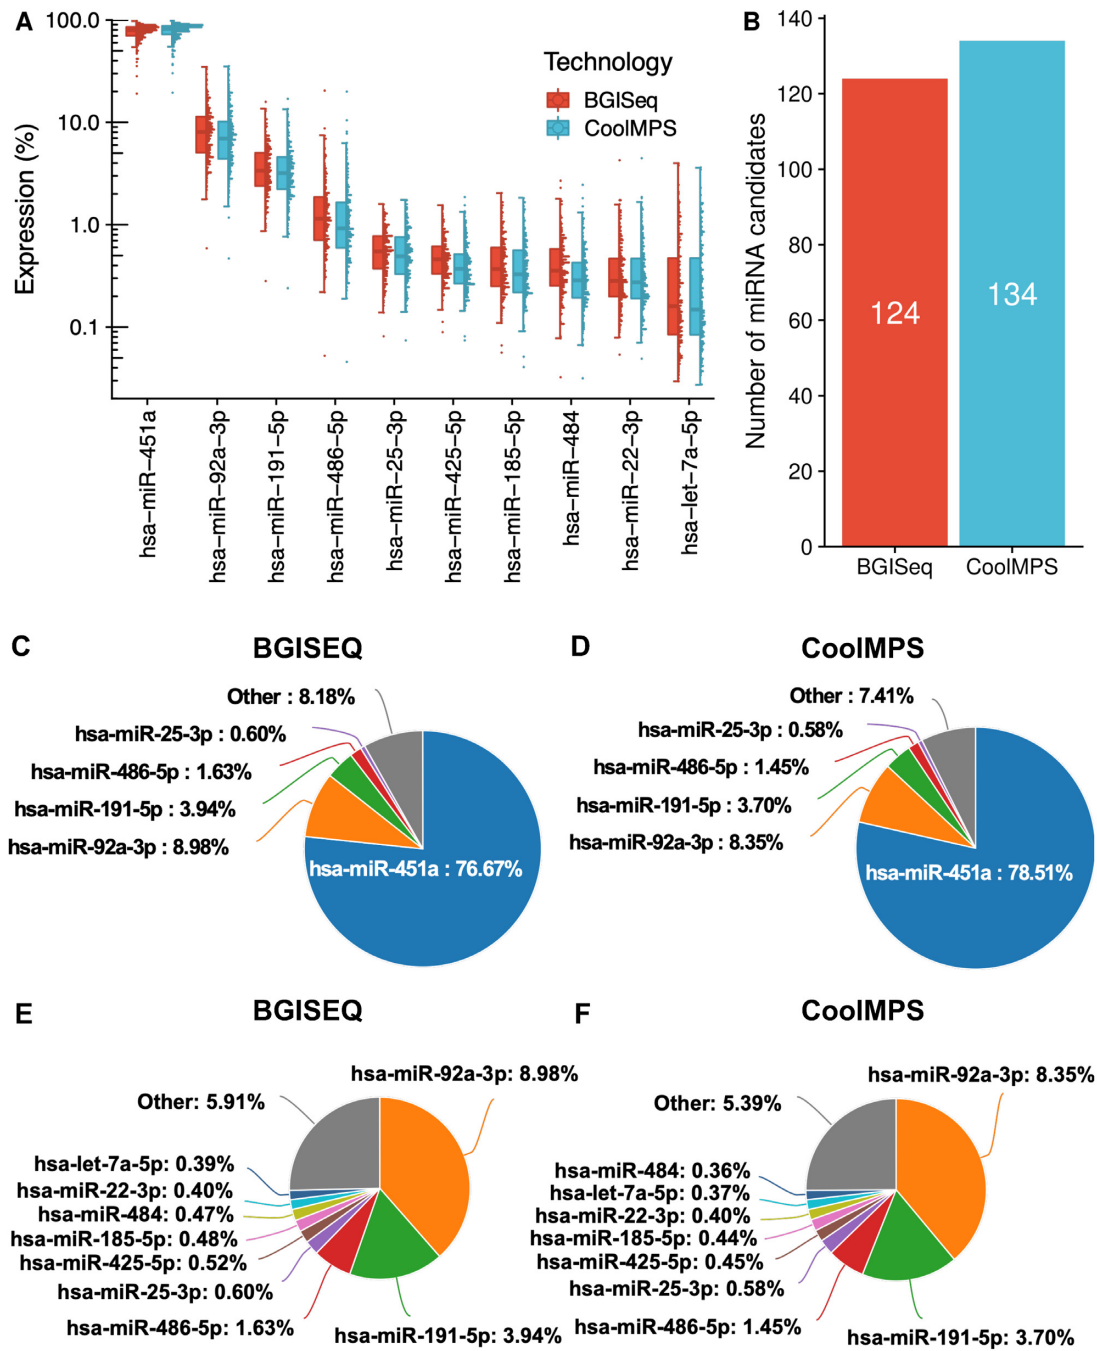 A
100.0
10.0
1.0
0.1
Expression (%)
Technology
BGISeq
CoolMPS
hsa−miR−451a
hsa−miR−92a−3p
hsa−miR−191−5p
hsa−miR−486−5p
hsa−miR−25−3p
hsa−miR−425−5p
hsa−miR−185−5p
hsa−miR−484
hsa−miR−22−3p
hsa−let−7a−5p
B
140
120
100
80
60
40
20
0
Number of miRNA candidates
124
134
BGISeq
CoolMPS
C
BGISEQ
Other : 8.18%
hsa-miR-25-3p : 0.60%
hsa-miR-486-5p : 1.63%
hsa-miR-191-5p : 3.94%
hsa-miR-92a-3p : 8.98%
hsa-miR-451a : 76.67%
D
CoolMPS
Other : 7.41%
hsa-miR-25-3p : 0.58%
hsa-miR-486-5p : 1.45%
hsa-miR-191-5p : 3.70%
hsa-miR-92a-3p : 8.35%
hsa-miR-451a : 78.51%
E
BGISEQ
hsa-miR-92a-3p: 8.98%
Other: 5.91%
hsa-let-7a-5p: 0.39%
hsa-miR-22-3p: 0.40%
hsa-miR-484: 0.47%
hsa-miR-185-5p: 0.48%
hsa-miR-425-5p: 0.52%
hsa-miR-25-3p: 0.60%
hsa-miR-486-5p: 1.63%
hsa-miR-191-5p: 3.94%
F
CoolMPS
hsa-miR-92a-3p: 8.35%
Other: 5.39%
hsa-miR-484: 0.36%
hsa-let-7a-5p: 0.37%
hsa-miR-22-3p: 0.40%
hsa-miR-185-5p: 0.44%
hsa-miR-425-5p: 0.45%
hsa-miR-25-3p: 0.58%
hsa-miR-486-5p: 1.45%
hsa-miR-191-5p: 3.70%